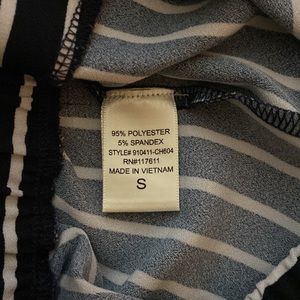 95% POLYESTER
5% SPANDEX
STYLE# 910411-CH604
RN#117611
MADE IN VIETNAM
S